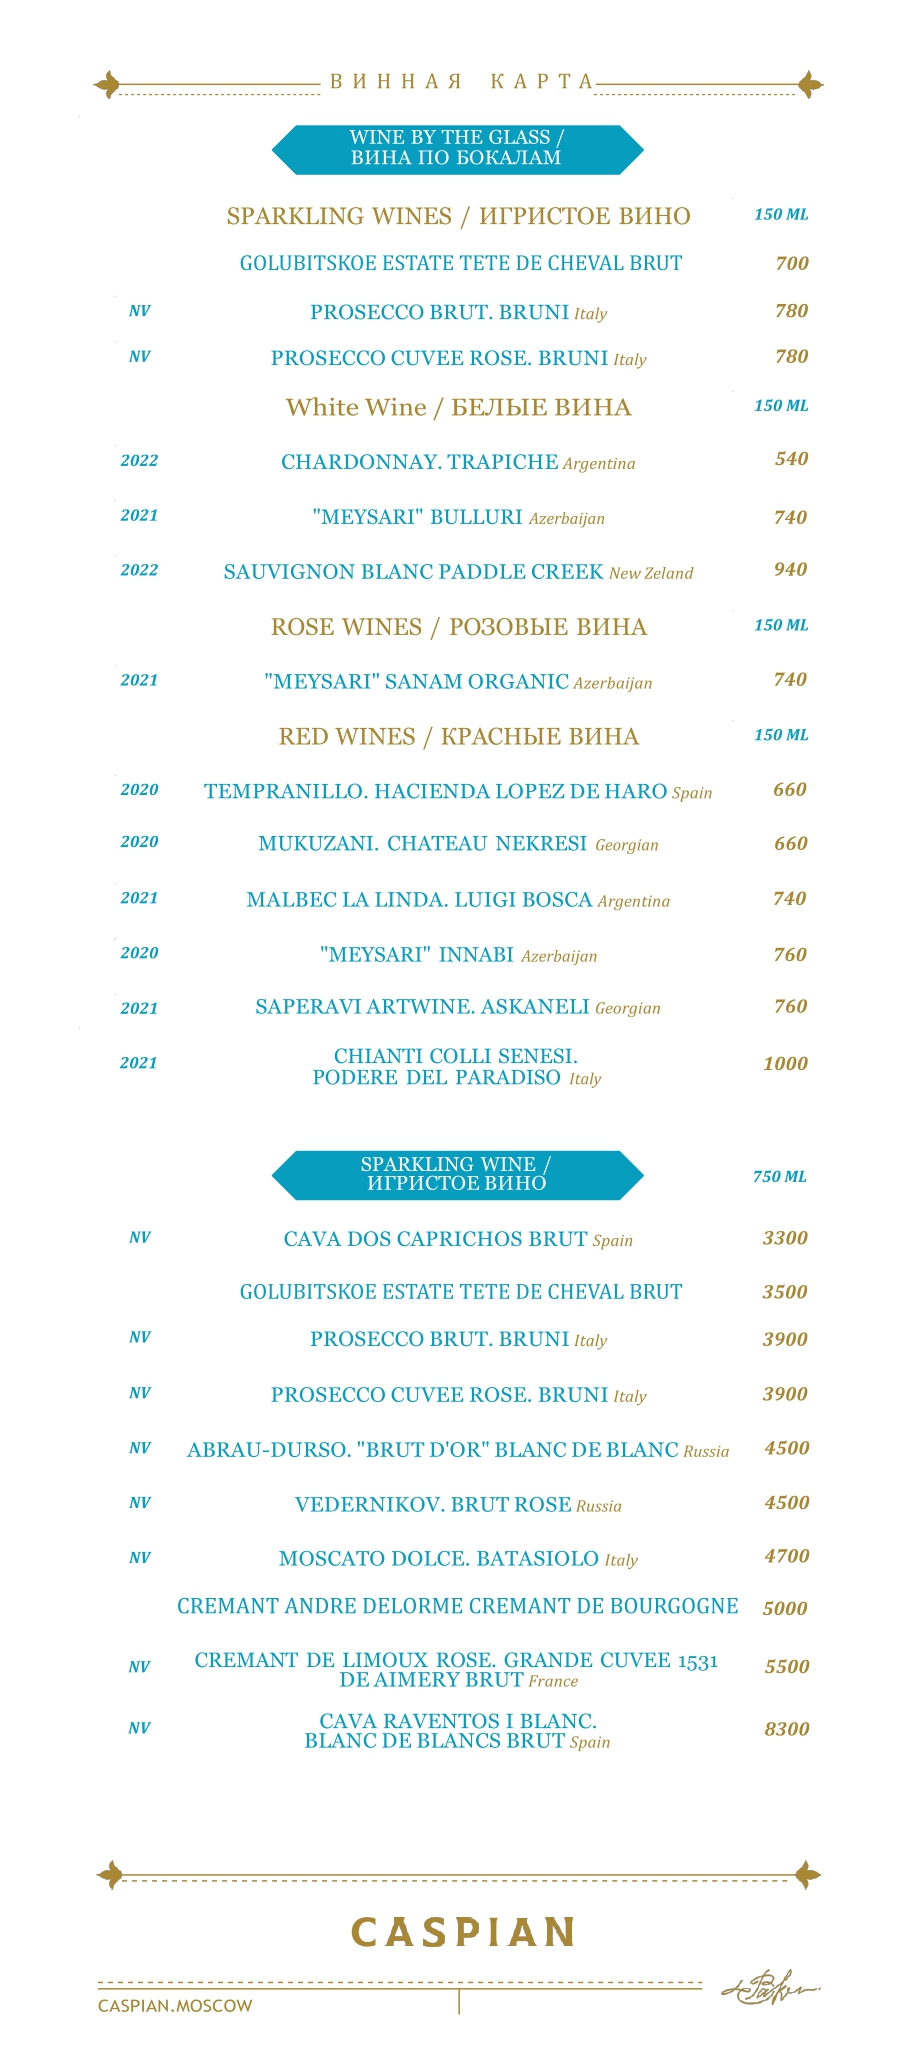 ВИННАЯ КАРТА
WINE BY THE GLASS /
ВИНА ПО БОКАЛАМ
SPARKLING WINES / ИГРИСТОЕ ВИНО 150 ML
GOLUBITSKOE ESTATE TETE DE CHEVAL BRUT 700
NV PROSECCO BRUT. BRUNI Italy 780
NV PROSECCO CUVEE ROSE. BRUNI Italy 780
White Wine / БЕЛЫЕ ВИНА 150 ML
2022 CHARDONNAY. TRAPICHE Argentina 540
2021 "MEYSARI" BULLURI Azerbaijan 740
2022 SAUVIGNON BLANC PADDLE CREEK New Zeland 940
ROSE WINES / РОЗОВЫЕ ВИНА 150 ML
2021 "MEYSARI" SANAM ORGANIC Azerbaijan 740
RED WINES / КРАСНЫЕ ВИНА 150 ML
2020 TEMPRANILLO. HACIENDA LOPEZ DE HARO Spain 660
2020 MUKUZANI. CHATEAU NEKRESI Georgian 660
2021 MALBEC LA LINDA. LUIGI BOSCA Argentina 740
2020 "MEYSARI" INNABI Azerbaijan 760
2021 SAPERAVI ARTWINE. ASKANELI Georgian 760
CHIANTI COLLI SENESI.
2021 PODERE DEL PARADISO Italy 1000
SPARKLING WINE /
ИГРИСТОЕ ВИНО 750 ML
NV CAVA DOS CAPRICHOS BRUT Spain 3300
GOLUBITSKOE ESTATE TETE DE CHEVAL BRUT 3500
NV PROSECCO BRUT. BRUNI Italy 3900
NV PROSECCO CUVEE ROSE. BRUNI Italy 3900
NV ABRAU-DURSO. "BRUT D'OR" BLANC DE BLANC Russia 4500
NV VEDERNIKOV. BRUT ROSE Russia 4500
NV MOSCATO DOLCE. BATASIOLO Italy 4700
CREMANT ANDRE DELORME CREMANT DE BOURGOGNE 5000
NV CREMANT DE LIMOUX ROSE. GRANDE CUVEE 1531 5500
DE AIMERY BRUT France
NV CAVA RAVENTOS I BLANC. 8300
BLANC DE BLANCS BRUT Spain
CASPIAN
CASPIAN.MOSCOW